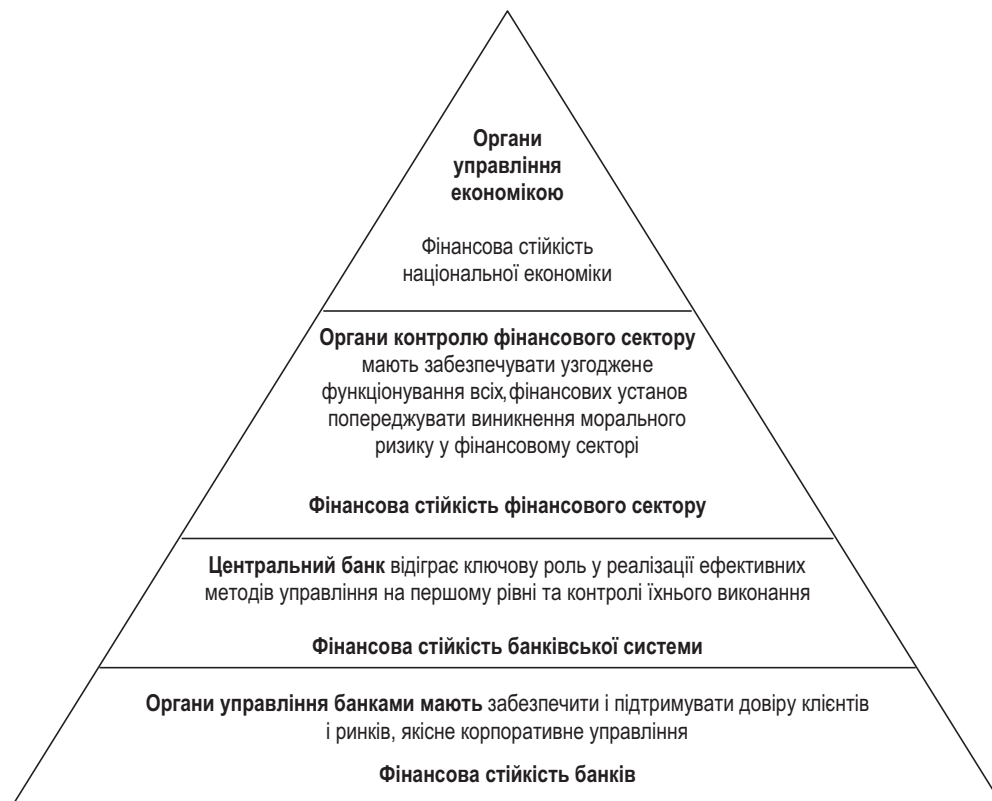 Органи
управління
економікою
Фінансова стійкість
національної економіки
Органи контролю фінансового сектору
мають забезпечувати узгоджене
функціонування всіх,фінансових установ
попереджувати виникнення морального
ризику у фінансовому секторі
Фінансова стійкість фінансового сектору
Центральний банк відіграє ключову роль у реалізації ефективних
методів управління на першому рівні та контролі їхнього виконання
Фінансова стійкість банківської системи
Органи управління банками мають забезпечити і підтримувати довіру клієнтів
і ринків, якісне корпоративне управління
Фінансова стійкість банків